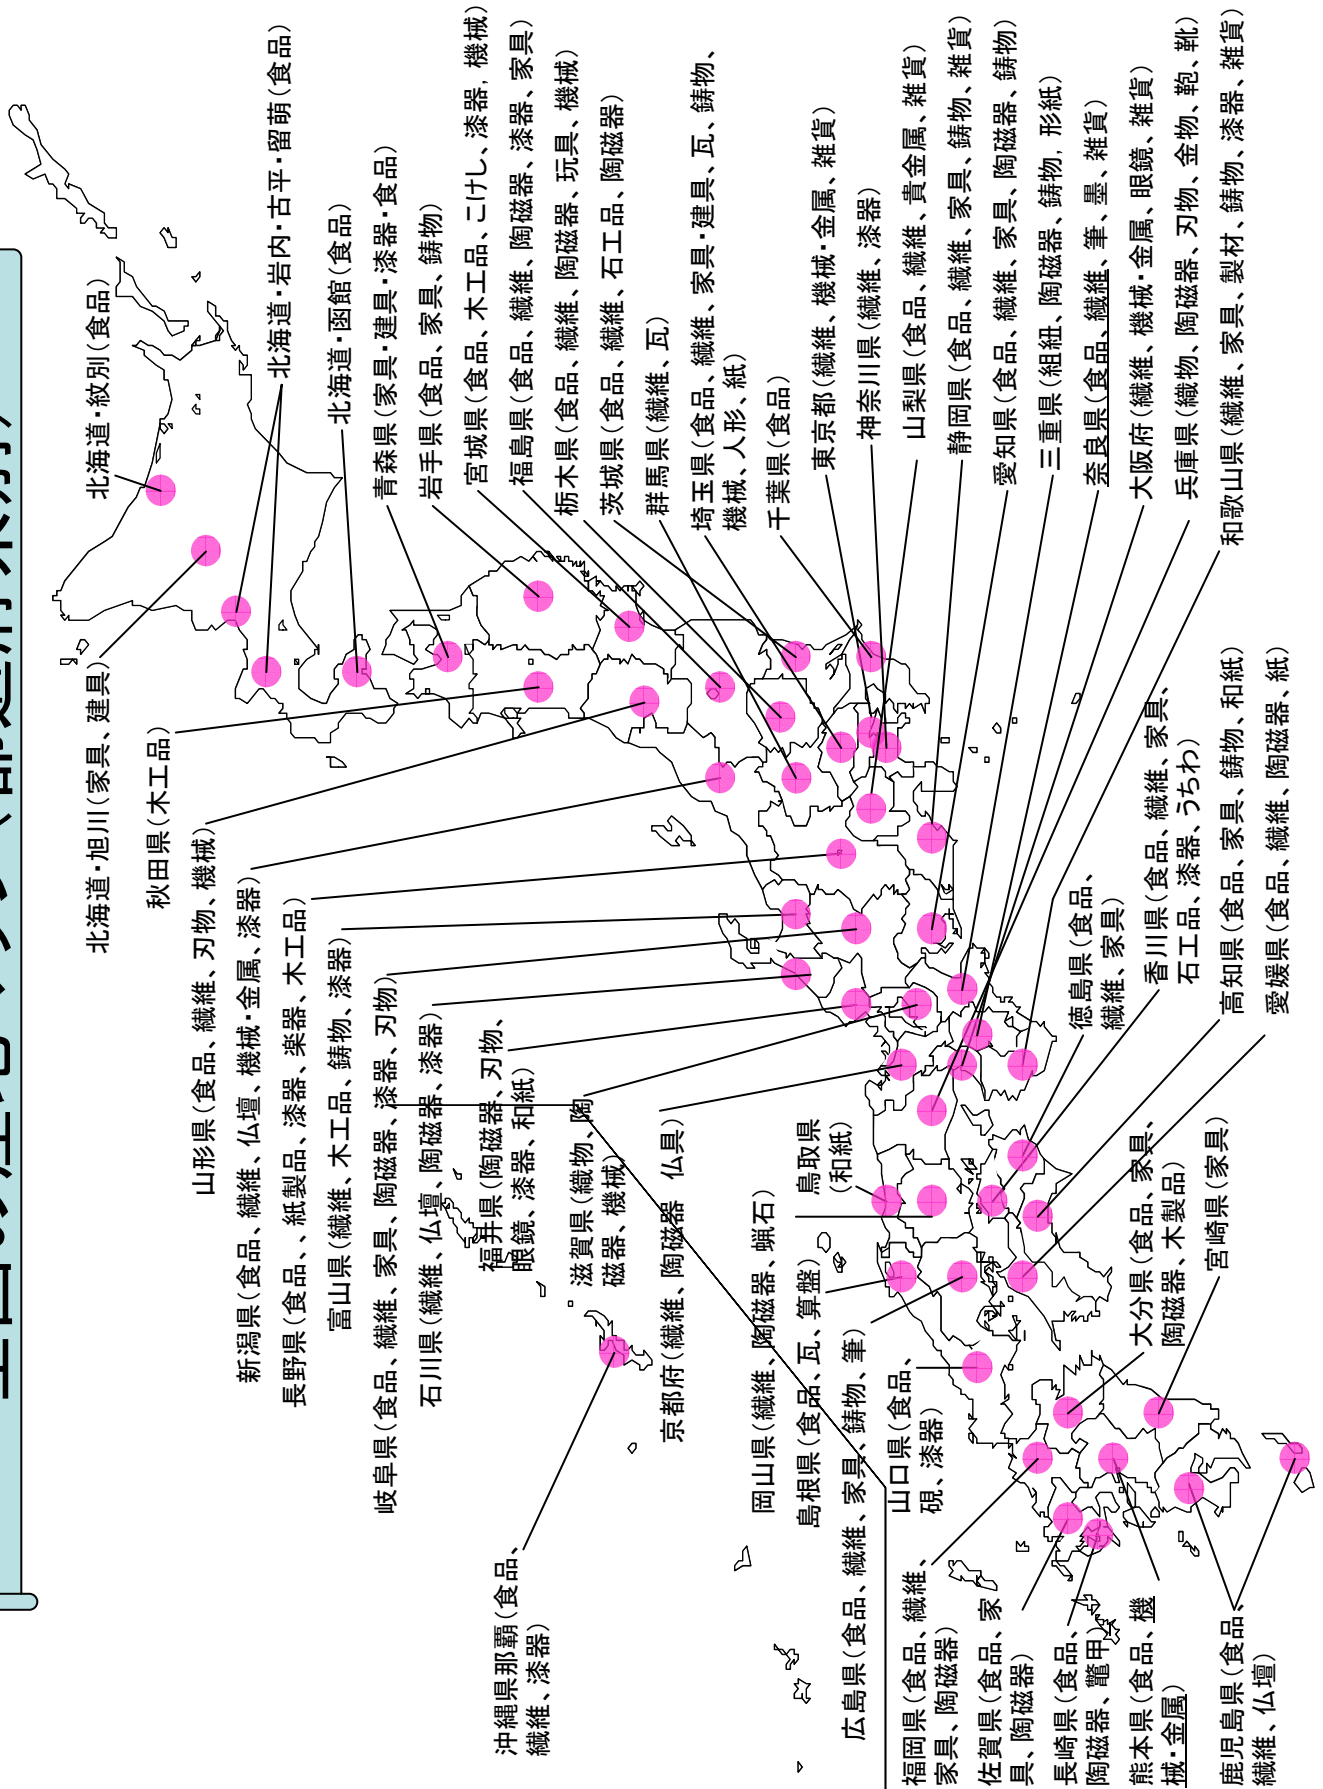 北海道・紋別(食品)
北海道・岩内・古平・留萌(食品)
北海道・函館(食品)
青森県(家具・建具・漆器・食品)
岩手県(食品、家具、鋳物)
宮城県(食品、木工品、こけし、漆器, 機械)
福島県(食品、繊維、陶磁器、漆器、家具)
栃木県(食品、繊維、陶磁器、玩具、機械)
茨城県(食品、繊維、石工品、陶磁器)
群馬県(繊維、瓦)
埼玉県(食品、繊維、家具・建具、瓦、鋳物、
機械、人形、紙)
千葉県(食品)
東京都(繊維、機械・金属、雑貨)
神奈川県(繊維、漆器)
山梨県(食品、繊維、貴金属、雑貨)
静岡県(食品、繊維、家具、鋳物、雑貨)
愛知県(食品、繊維、家具、陶磁器、鋳物)
三重県(組紐、陶磁器、鋳物, 形紙)
奈良県(食品、繊維、筆、墨、雑貨)
大阪府(繊維、機械・金属、眼鏡、雑貨)
兵庫県(織物、陶磁器、刃物、金物、鞄、靴)
和歌山県(繊維、家具、製材、鋳物、漆器、雑貨)
北海道・旭川(家具、建具)
秋田県(木工品)
山形県(食品、繊維、刃物、機械)
新潟県(食品、繊維、仏壇、機械・金属、漆器)
長野県(食品、、紙製品、漆器、楽器、木工品)
富山県(繊維、木工品、鋳物、漆器)
岐阜県(食品、繊維、家具、陶磁器、漆器、刃物)
石川県(繊維、仏壇、陶磁器、漆器)
福井県(陶磁器、刃物、
眼鏡、漆器、和紙)
滋賀県(織物、陶
磁器、機械)
京都府(繊維、陶磁器 仏具)
岡山県(繊維、陶磁器、蝋石)
鳥取県
(和紙)
島根県(食品、瓦、算盤)
広島県(食品、繊維、家具、鋳物、筆)
山口県(食品、
硯、漆器)
徳島県(食品、
繊維、家具)
香川県(食品、繊維、家具、
石工品、漆器、うちわ)
高知県(食品、家具、鋳物、和紙)
愛媛県(食品、繊維、陶磁器、紙)
大分県(食品、家具、
陶磁器、木製品)
宮崎県(家具)
沖縄県那覇(食品、
繊維、漆器)
福岡県(食品、繊維、
家具、陶磁器)
佐賀県(食品、家
具、陶磁器)
長崎県(食品、
陶磁器、鼈甲)
熊本県(食品、機
械・金属)
鹿児島県(食品、
繊維、仏壇)